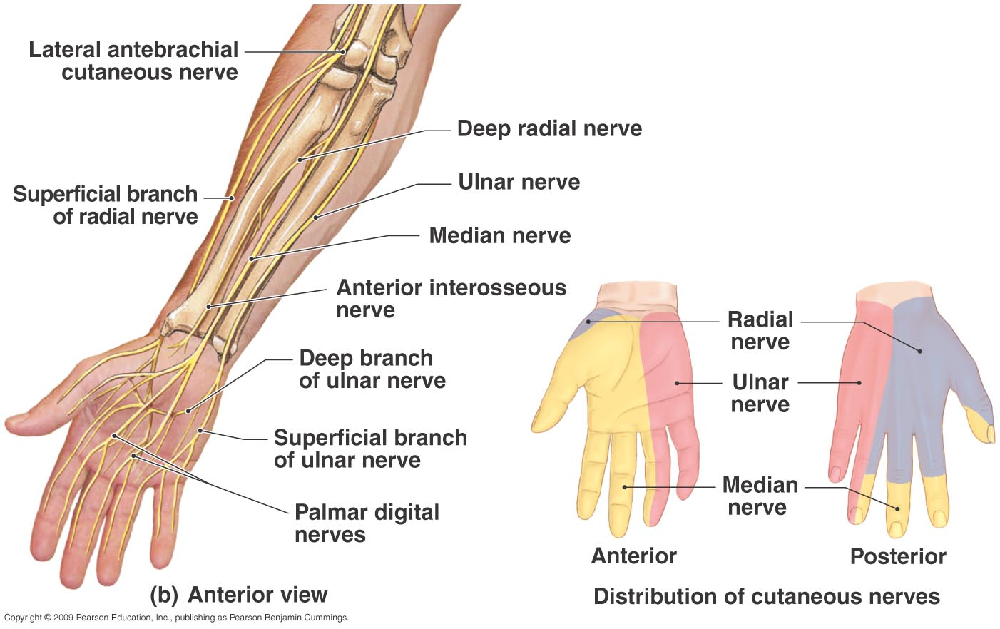 Lateral antebrachial
cutaneous nerve
Deep radial nerve
Superficial branch
of radial nerve
Ulnar nerve
Median nerve
Anterior interosseous
nerve
Deep branch
of ulnar nerve
Superficial branch
of ulnar nerve
Palmar digital
nerves
(b) Anterior view
Radial
nerve
Ulnar
nerve
Median
nerve
Anterior
Posterior
Distribution of cutaneous nerves
Copyright © 2009 Pearson Education, Inc., publishing as Pearson Benjamin Cummings.